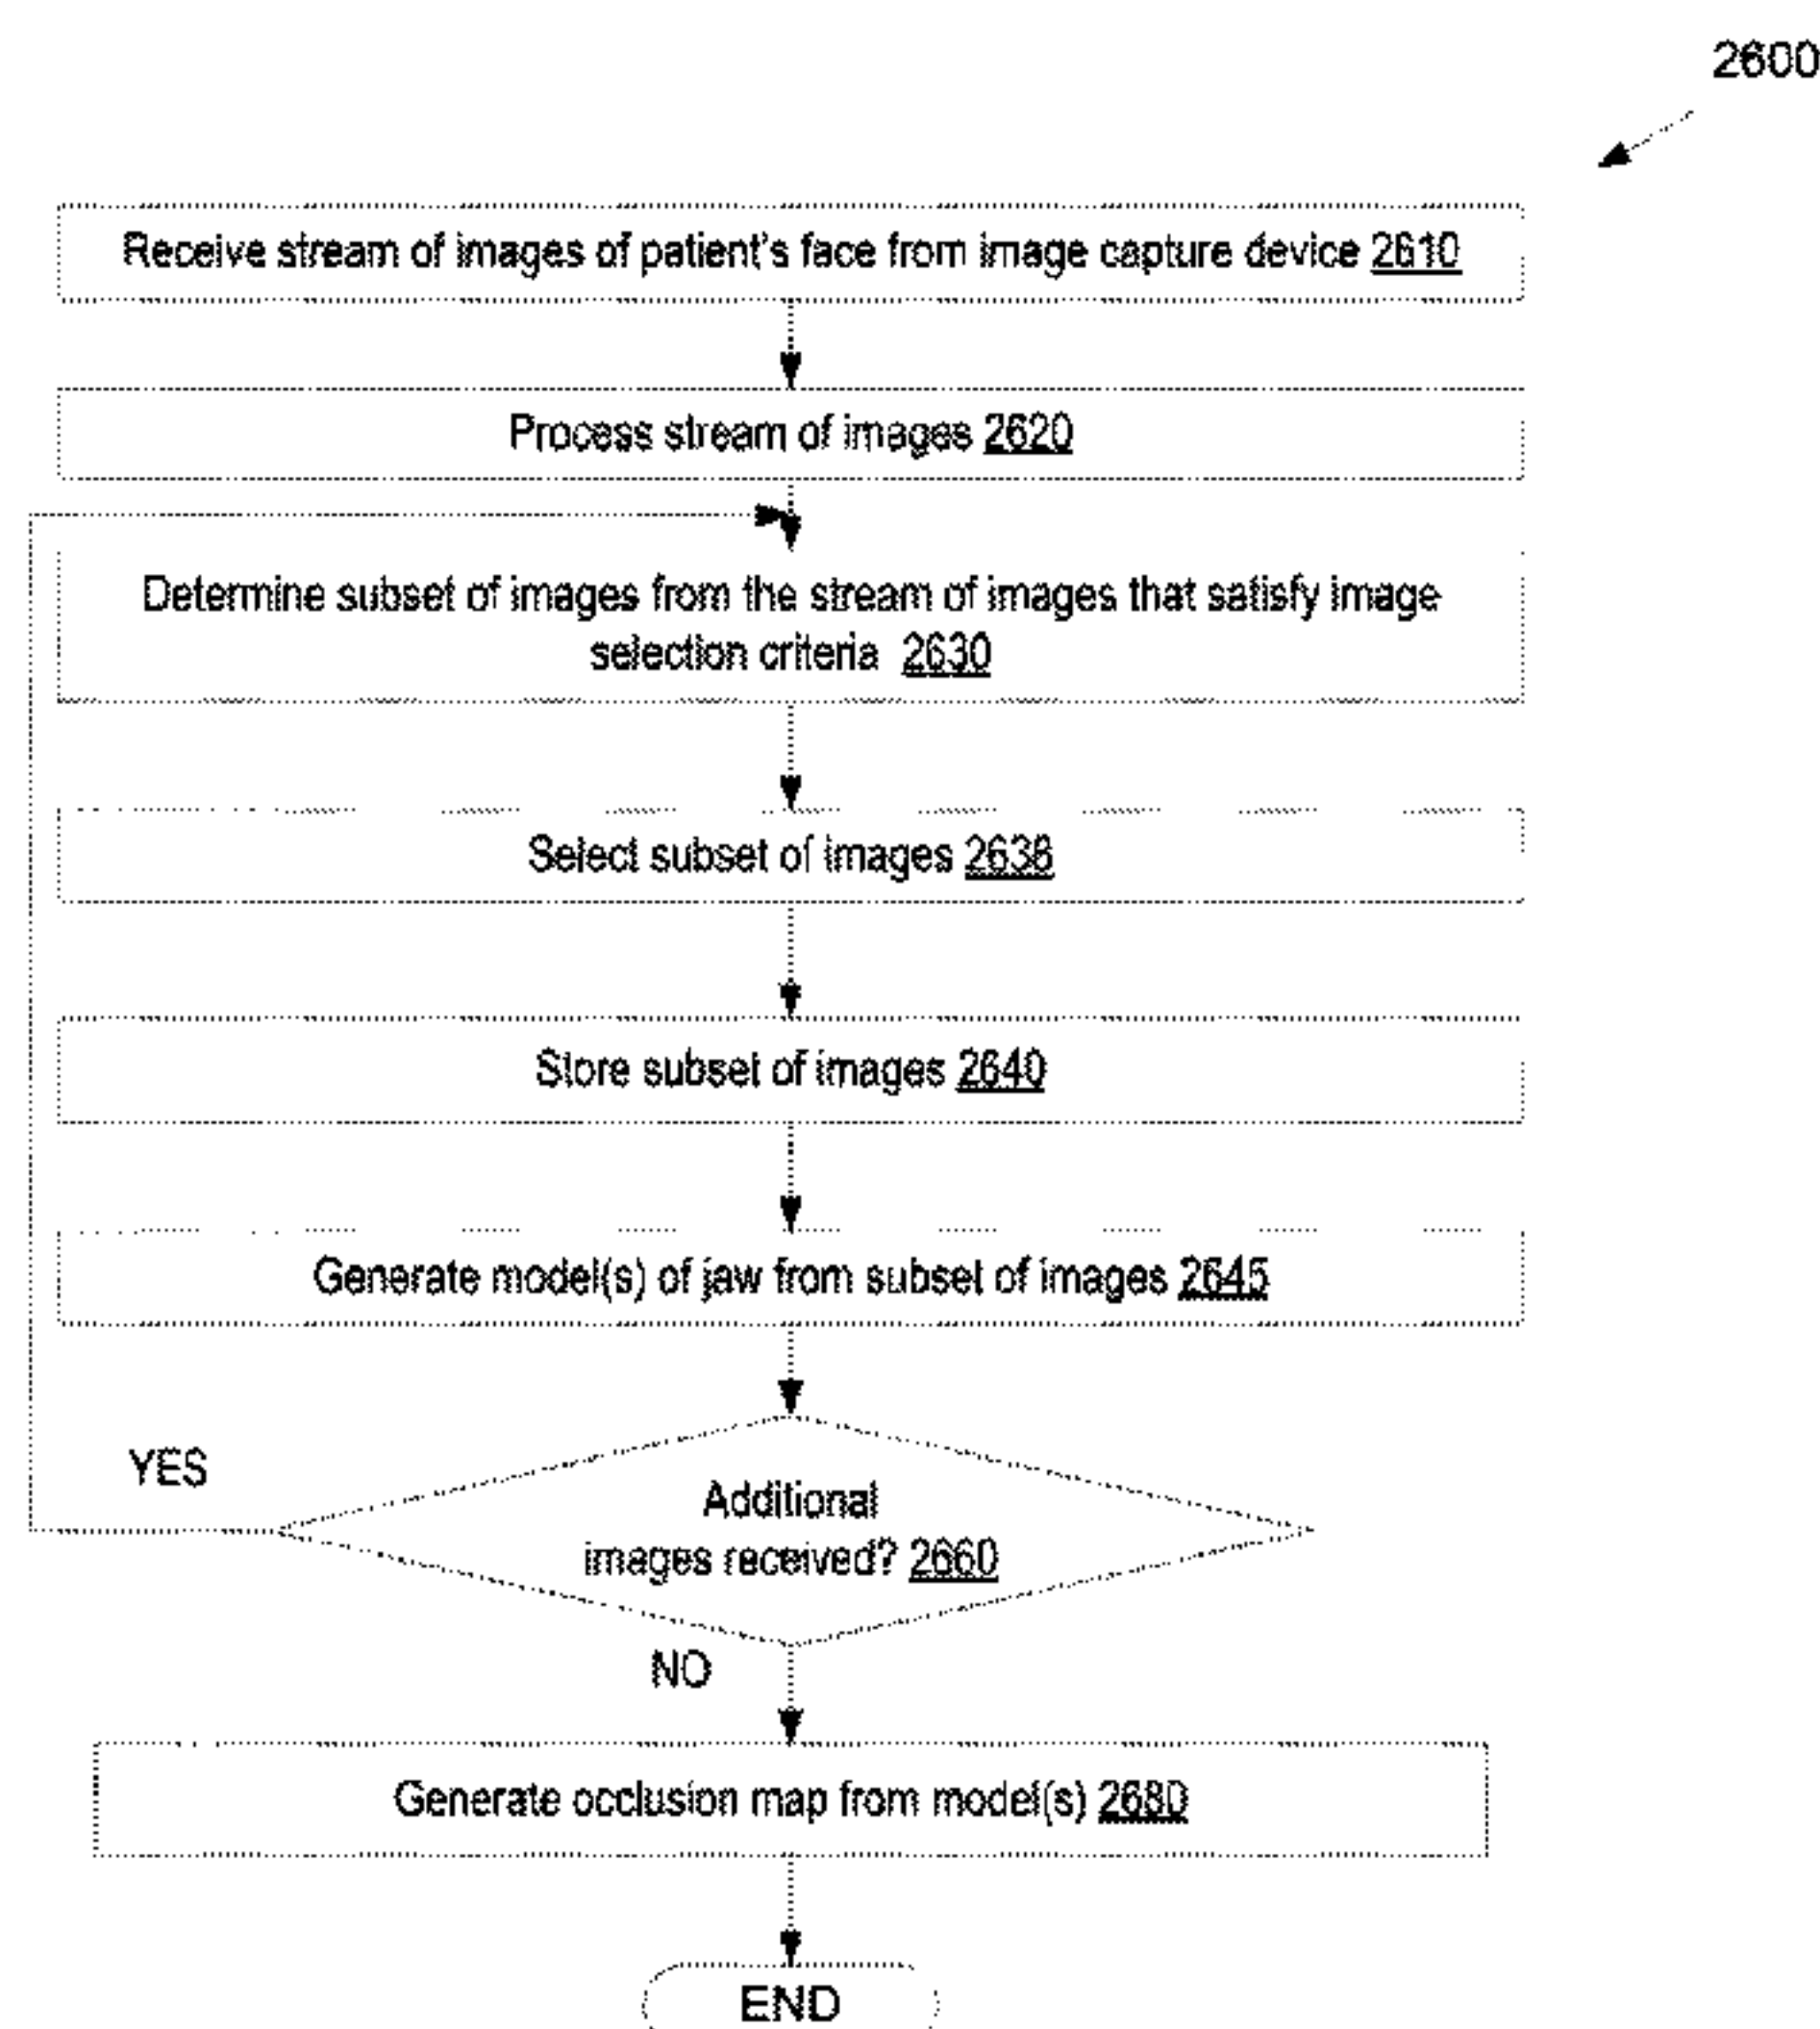 2600
Receive stream of images of patient's face from image capture device 2610
Process stream of images 2620
Determine subset of images from the stream of images that satisfy image
selection criteria 2630
Select subset of images 2638
Store subset of images 2640
Generate model(s) of jaw from subset of images 2645
YES
Additional
images received? 2660
NO
Generate occlusion map from model(s) 2680
END